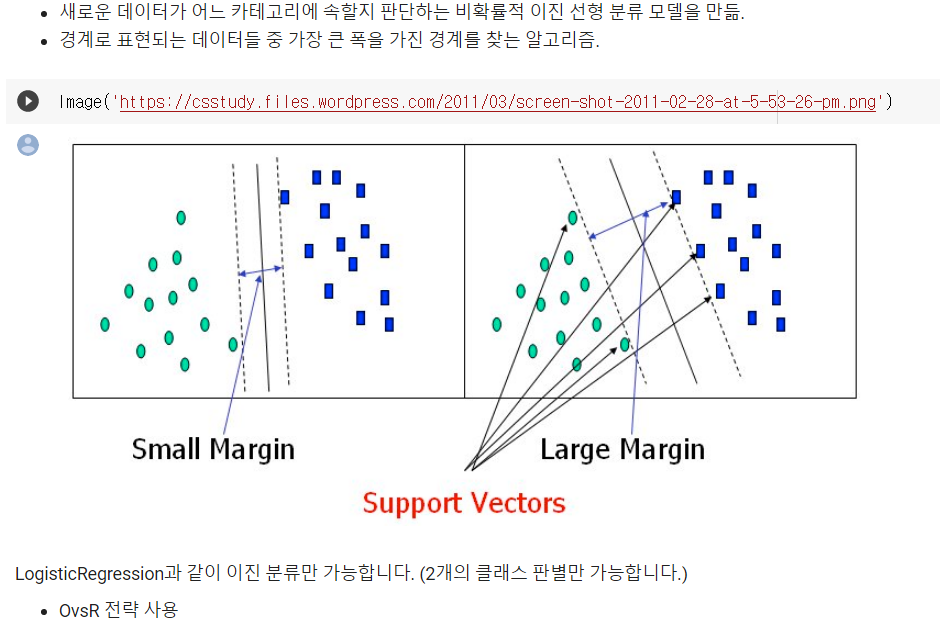 새로운 데이터가 어느 카테고리에 속할지 판단하는 비확률적 이진 선형 분류 모델을 만듦.
경계로 표현되는 데이터들 중 가장 큰 폭을 가진 경계를 찾는 알고리즘.
Image('https://csstudy.files.wordpress.com/2011/03/screen-shot-2011-02-28-at-5-53-26-pm.png')
Small Margin
Large Margin
Support Vectors
LogisticRegression과 같이 이진 분류만 가능합니다. (2개의 클래스 판별만 가능합니다.)
OvsR 전략 사용